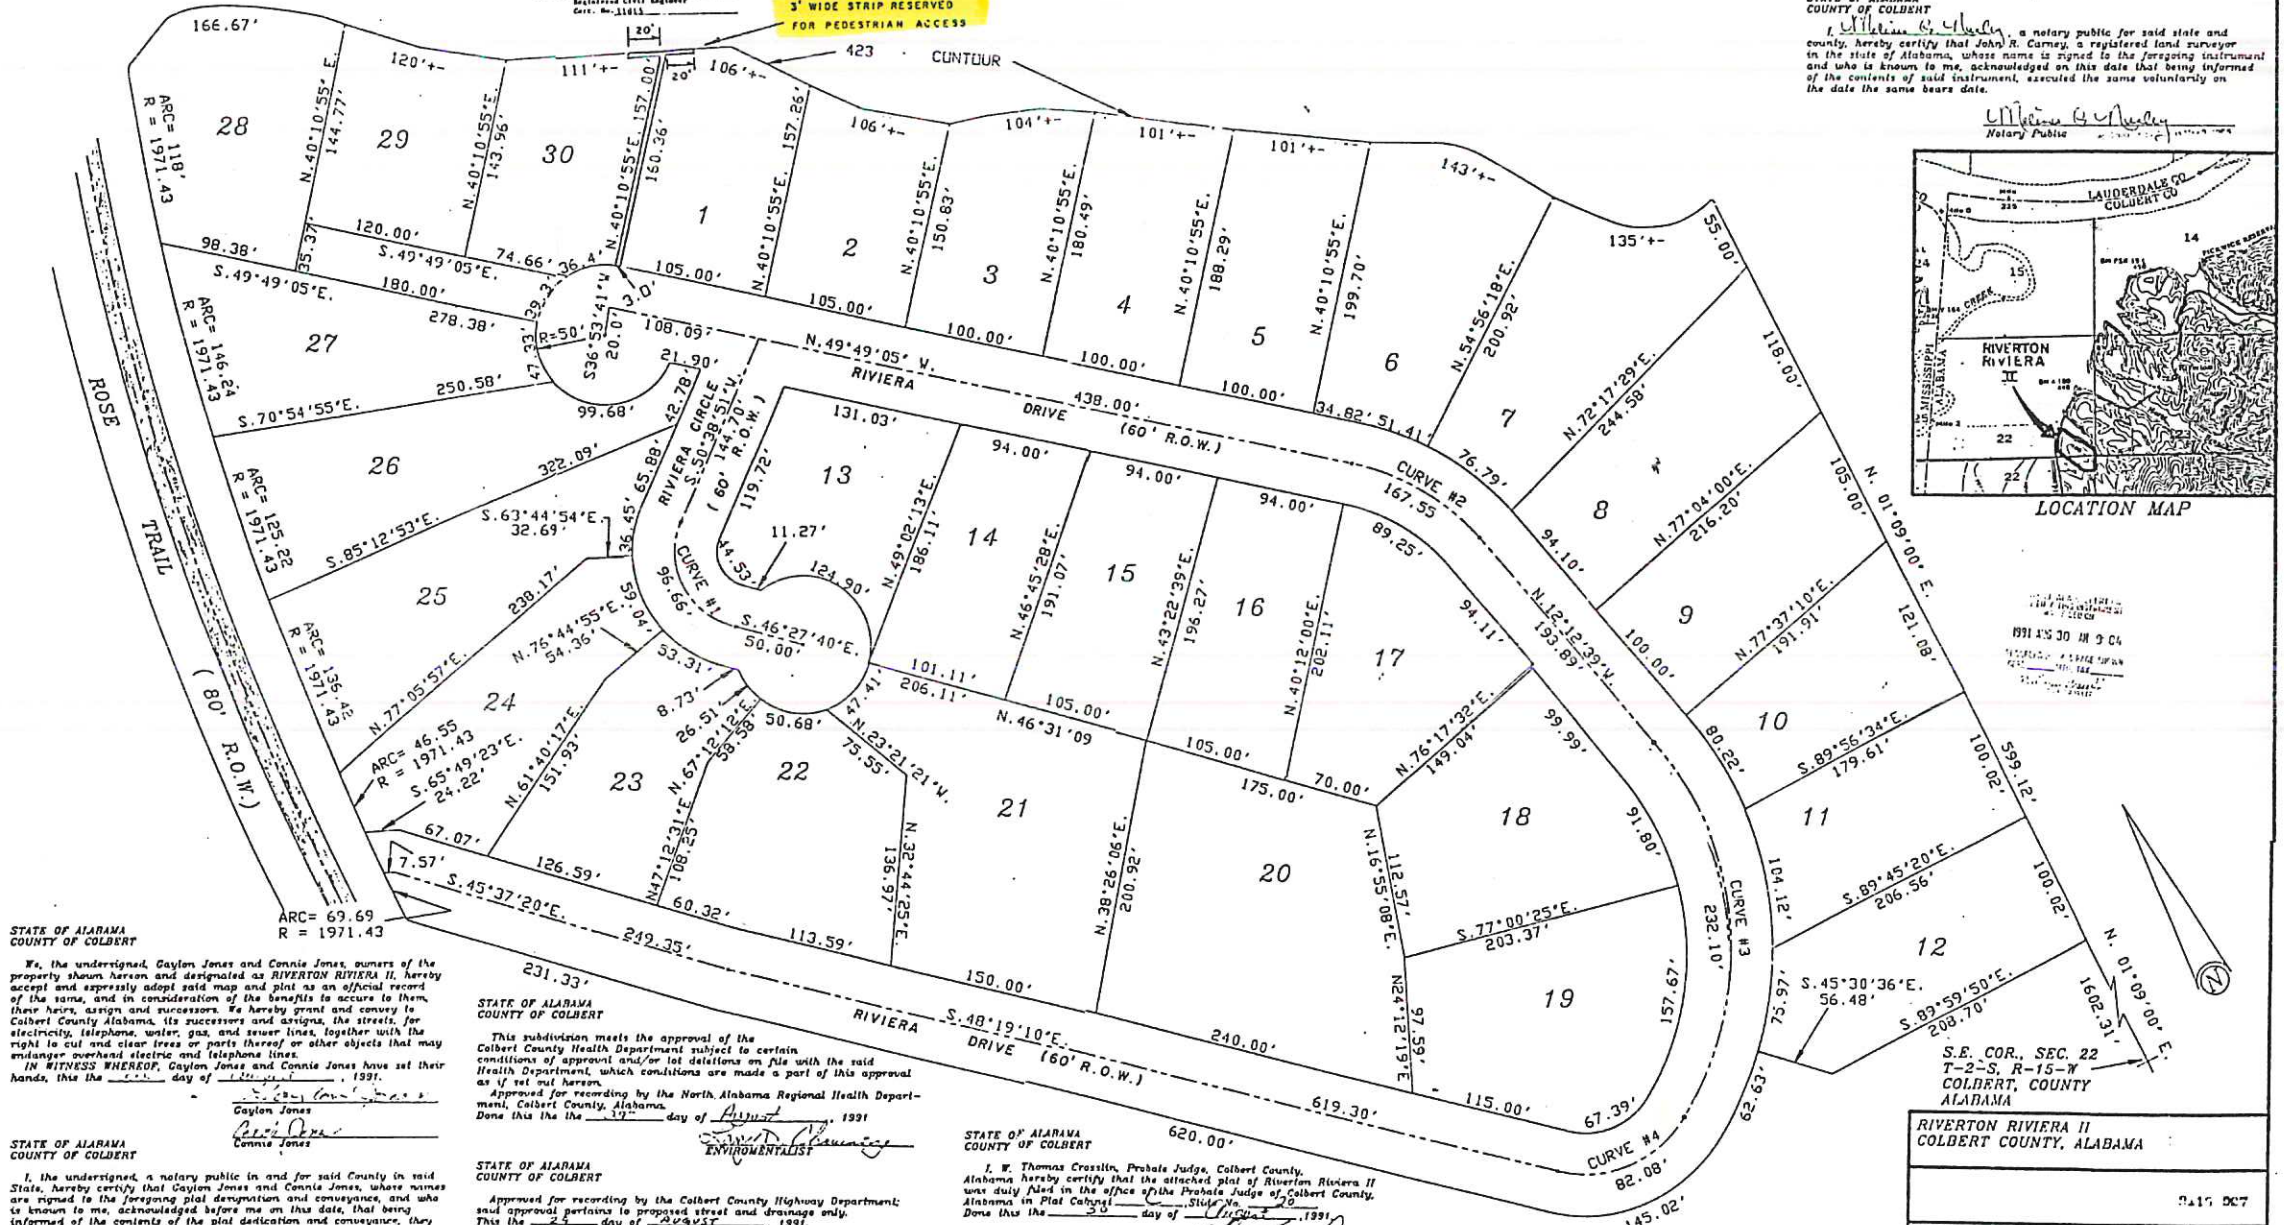 3' WIDE STRIP RESERVED
FOR PEDESTRIAN ACCESS
20'
20'
423 CONTOUR
166.67'
120'+-
111'+-
106'+-
106'+-
104'+-
101'+-
101'+-
143'+-
135'+-
55.00'
ARC= 118'
R = 1971.43
28
N.40°10'55"E.
144.77'
29
N.40°10'55"E.
143.96'
30
N.40°10'55"E. 157.00'
160.36'
1
N.40°10'55"E. 157.26'
2
N.40°10'55"E.
150.83'
3
N.40°10'55"E.
180.49'
4
N.40°10'55"E.
188.29'
5
N.40°10'55"E.
199.70'
6
N.54°56'18"E.
200.92'
7
N.72°17'29"E.
244.58'
8
N.77°04'00"E.
216.20'
9
N.77°37'10"E.
191.91'
10
S.89°56'34"E.
179.61'
11
S.89°45'20"E.
206.56'
12
S.45°30'36"E.
56.48'
S.89°59'50"E.
208.70'
118.00'
105.00'
N. 01°09'00" E.
121.08'
599.12'
100.02'
100.02'
N. 01°09'00" E.
1602.31'
98.38'
35.37'
120.00'
S.49°49'05"E.
74.66'
36.4'
39.3'
3.0'
S.49°49'05"E.
180.00'
278.38'
27
R=50'
47.33'
S36°53'41"W
20.0'
108.09'
21.90'
42.78'
99.68'
105.00'
105.00'
100.00'
100.00'
100.00'
34.82'
51.41'
76.79'
94.10'
100.00'
80.22'
104.12'
75.97'
62.63'
N.49°49'05" W.
RIVIERA
DRIVE
438.00'
(60' R.O.W.)
CURVE #2
167.55
N.12°12'39"W.
193.89'
CURVE #3
232.10'
CURVE #4
82.08'
145.02'
ARC= 146.24
R = 1971.43
S.70°54'55"E.
250.58'
26
322.09'
S.85°12'53"E.
ARC= 125.22
R = 1971.43
65.88'
36.45'
RIVIERA CIRCLE
S.50°38'51"W.
144.70'
( 60' R.O.W. )
119.72'
131.03'
13
N.49°02'13"E.
186.11'
94.00'
14
N.46°45'28"E.
191.07'
94.00'
15
N.43°22'39"E.
196.27'
94.00'
16
N.40°12'00"E.
202.11'
89.25'
94.11'
17
11.27'
44.53'
124.90'
CURVE #1
96.66'
S.46°27'40"E.
50.00'
S.63°44'54"E.
32.69'
25
238.17'
N.77°05'57"E.
ARC= 136.42
R = 1971.43
59.04'
N.76°44'55"E.
54.36'
53.31'
24
N.61°40'17"E.
151.93'
ARC= 46.55
R = 1971.43
S.65°49'23"E.
24.22'
8.73'
26.51'
23
N.67°12'12"E.
58.58'
N47°12'31"E
108.25'
50.68'
47.41'
22
N.23°21'21"W.
75.55'
N.32°44'25"E.
136.97'
101.11'
206.11'
105.00'
N.46°31'09
21
N.38°26'06"E.
200.92'
105.00'
175.00'
70.00'
20
N.76°17'32"E.
149.04'
99.99'
18
91.80'
N.16°55'08"E.
112.57'
S.77°00'25"E.
203.37'
19
157.67'
N24°12'19"E
97.59'
67.39'
115.00'
ROSE
TRAIL
( 80' R.O.W.)
67.07'
7.57'
126.59'
S.45°37'20"E.
60.32'
249.35'
113.59'
231.33'
150.00'
RIVIERA
DRIVE
S.48°19'10"E.
(60' R.O.W.)
240.00'
619.30'
620.00'
ARC= 69.69
R = 1971.43
COUNTY OF COLBERT
I, , a notary public for said state and
county, hereby certify that John R. Carney, a registered land surveyor
in the state of Alabama, whose name is signed to the foregoing instrument
and who is known to me, acknowledged on this date that being informed
of the contents of said instrument, executed the same voluntarily on
the date the same bears date.
Notary Public
LAUDERDALE CO
COLBERT CO
14
15
24
CREEK
MISSISSIPPI
ALABAMA
RIVERTON
RIVIERA
II
22
22
LOCATION MAP
N
S.E. COR., SEC. 22
T-2-S, R-15-W
COLBERT, COUNTY
ALABAMA
RIVERTON RIVIERA II
COLBERT COUNTY, ALABAMA
STATE OF ALABAMA
COUNTY OF COLBERT
We, the undersigned, Gaylon Jones and Connie Jones, owners of the
property shown hereon and designated as RIVERTON RIVIERA II, hereby
accept and expressly adopt said map and plat as an official record
of the same, and in consideration of the benefits to accure to them,
their heirs, assign and successors. We hereby grant and convey to
Colbert County Alabama, its successors and assigns, the streets, for
electricity, telephone, water, gas, and sewer lines, together with the
right to cut and clear trees or parts thereof or other objects that may
endanger overhead electric and telephone lines.
IN WITNESS WHEREOF, Gaylon Jones and Connie Jones have set their
hands, this the day of , 1991.
Gaylon Jones
Connie Jones
STATE OF ALABAMA
COUNTY OF COLBERT
I, the undersigned, a notary public in and for said County in said
State, hereby certify that Gaylon Jones and Connie Jones, whose names
are signed to the foregoing plat designation and conveyance, and who
is known to me, acknowledged before me on this date, that being
informed of the contents of the plat dedication and conveyance, they
STATE OF ALABAMA
COUNTY OF COLBERT
This subdivision meets the approval of the
Colbert County Health Department subject to certain
conditions of approval and/or lot deletions on file with the said
Health Department, which conditions are made a part of this approval
as if set out hereon.
Approved for recording by the North Alabama Regional Health Depart-
ment, Colbert County, Alabama.
Done this the the day of August , 1991
ENVIROMENTALIST
STATE OF ALABAMA
COUNTY OF COLBERT
Approved for recording by the Colbert County Highway Department;
said approval pertains to proposed street and drainage only.
This the 29 day of AUGUST , 1991.
STATE OF ALABAMA
COUNTY OF COLBERT
I, W. Thomas Crosslin, Probate Judge, Colbert County,
Alabama hereby certify that the attached plat of Riverton Riviera II
was duly filed in the office of the Probate Judge of Colbert County,
Alabama in Plat Cabinet C , Slide No. 20
Done this the 30 day of , 1991